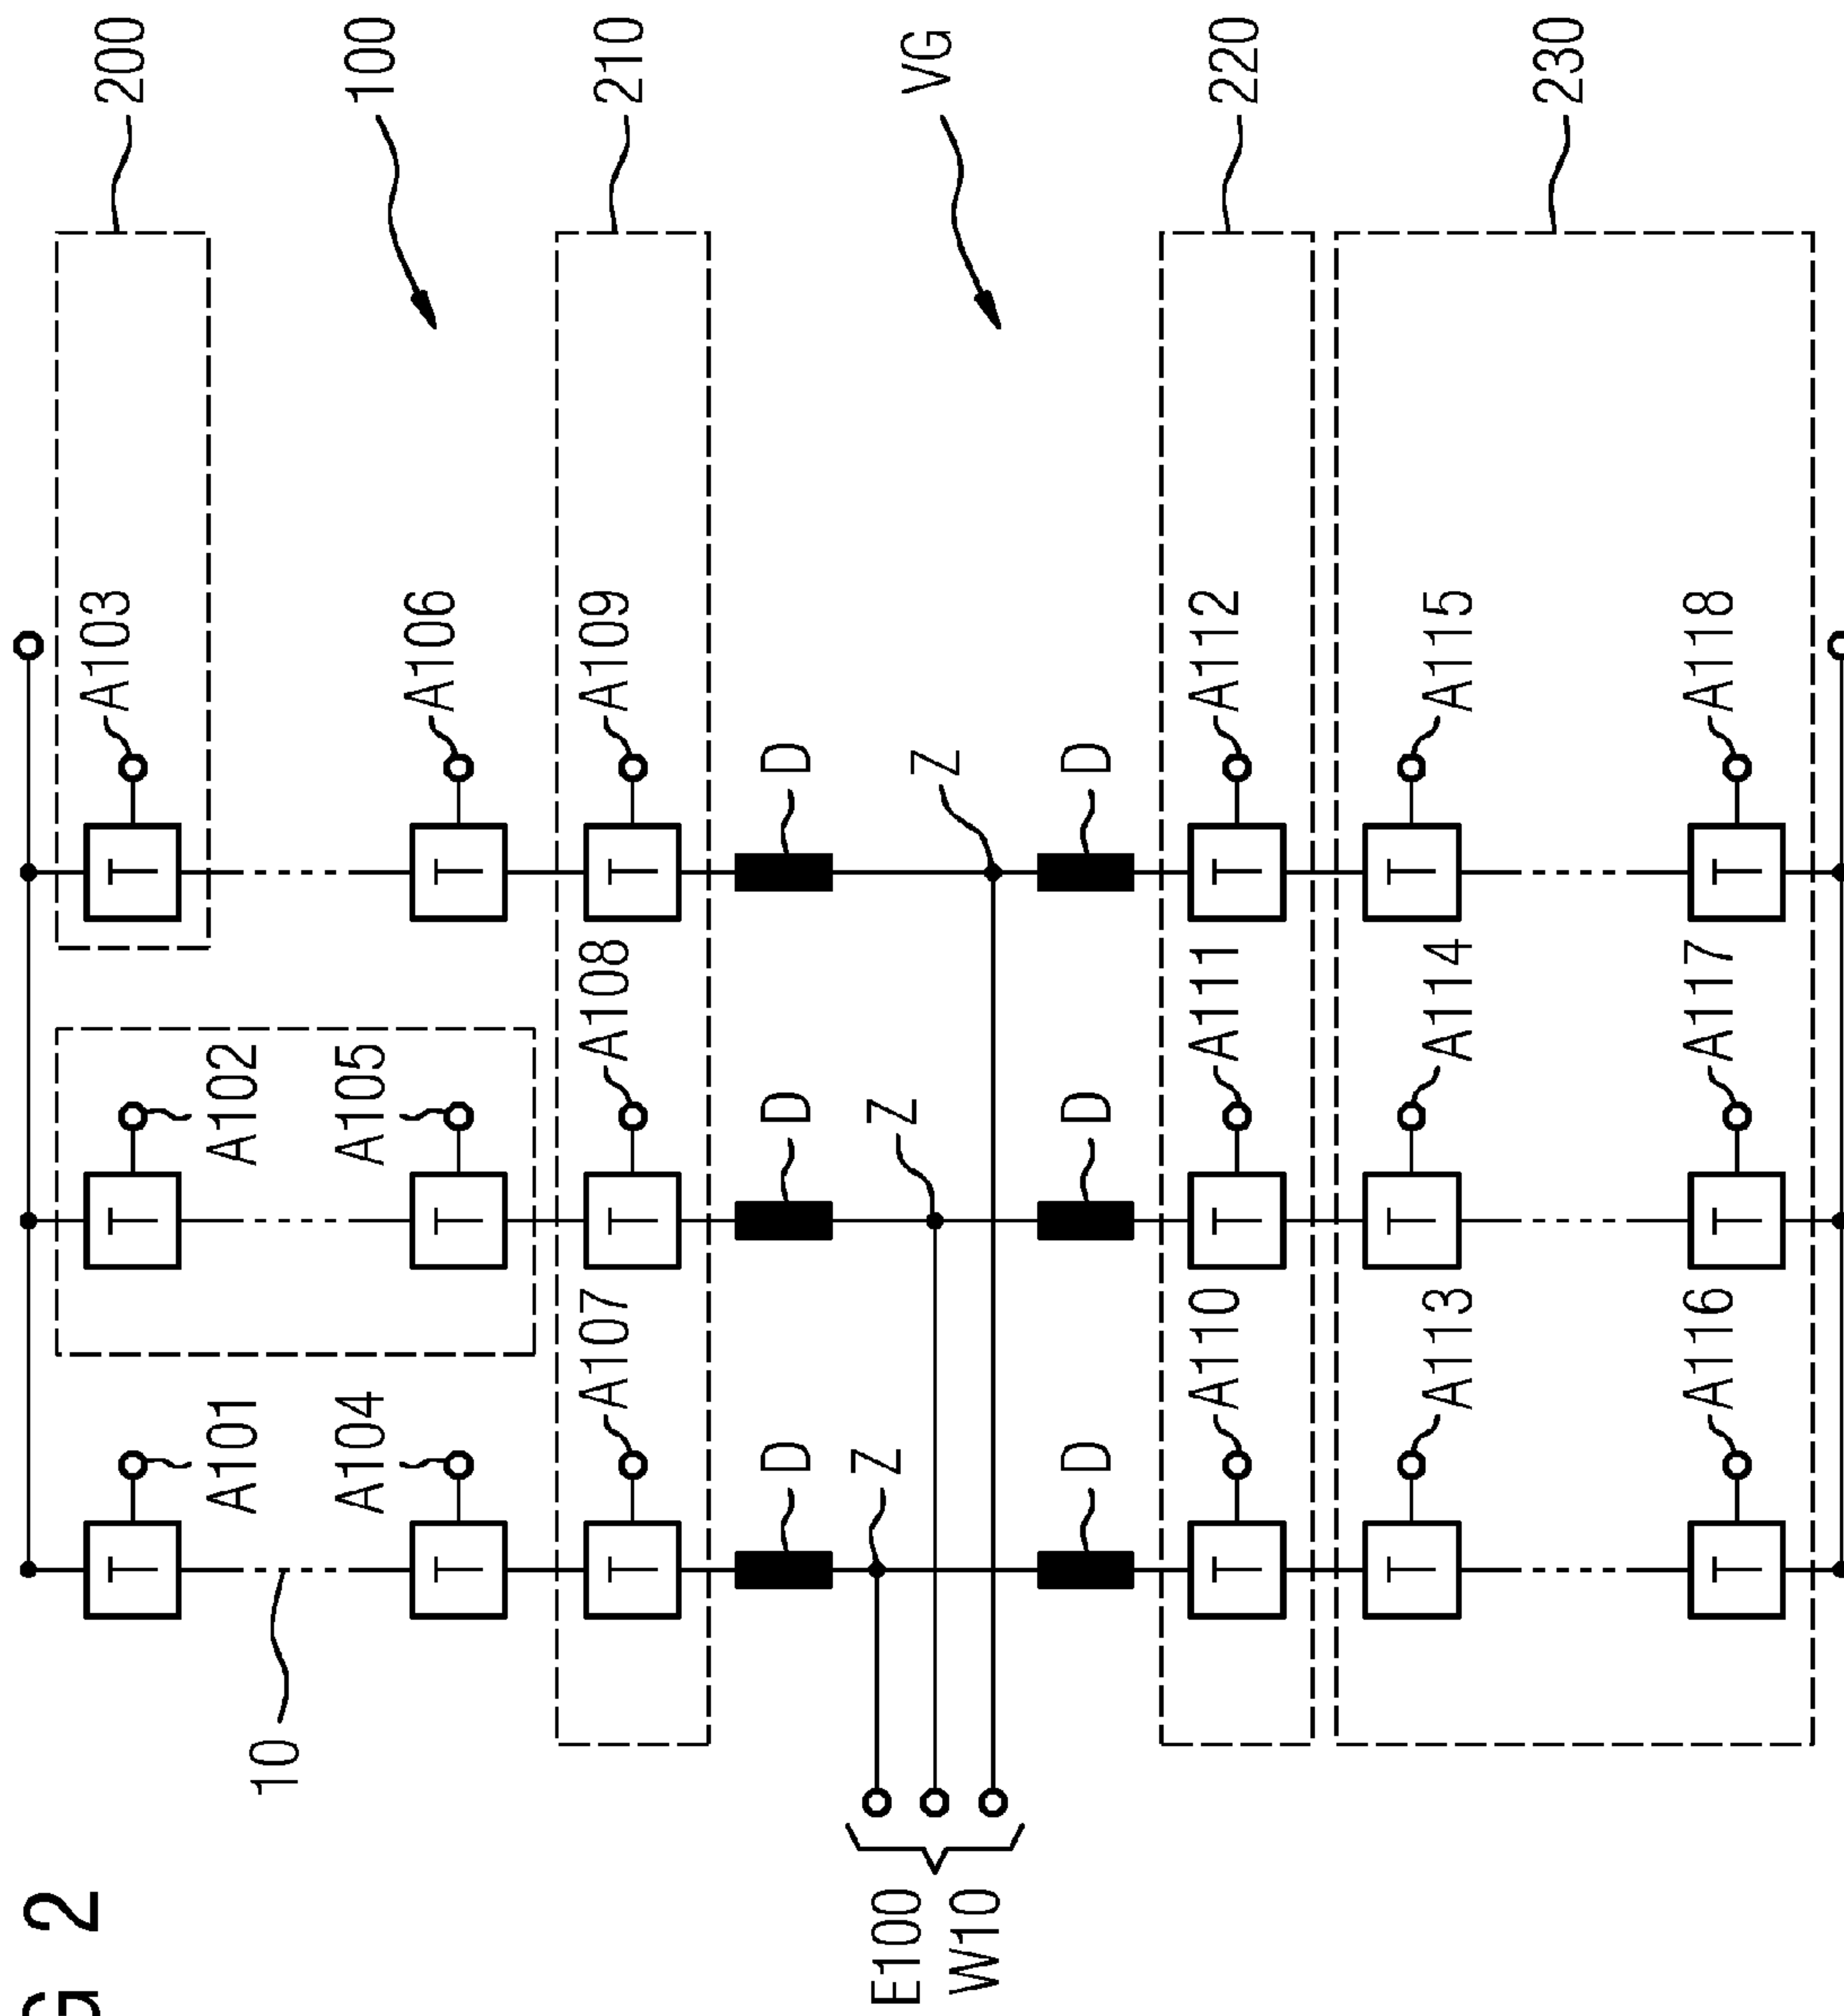 G 2
T T T A103 200
A101 A102
10
A104 A105 100
T T T A106
T A107 T A108 T A109 210
D D D
Z Z Z
E100 VG
W10
D D D
T A110 T A111 T A112 220
T A113 T A114 T A115
230
T A116 T A117 T A118